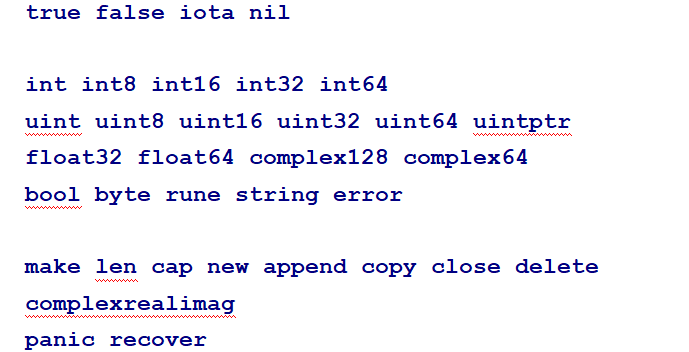 true false iota nil
int int8 int16 int32 int64
uint uint8 uint16 uint32 uint64 uintptr
float32 float64 complex128 complex64
bool byte rune string error
make len cap new append copy close delete
complexrealimag
panic recover